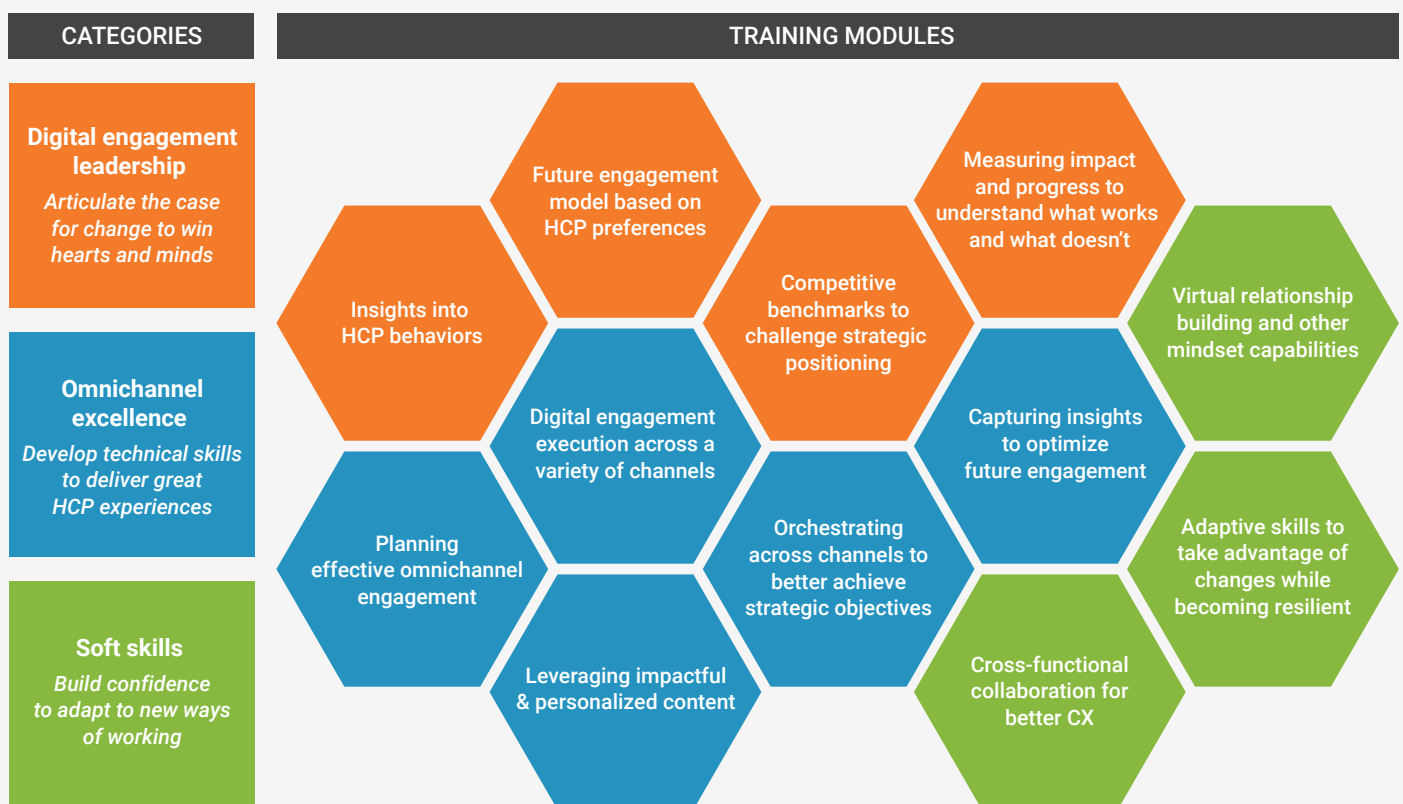 CATEGORIES
TRAINING MODULES
Digital engagement
leadership
Articulate the case
for change to win
hearts and minds
Omnichannel
excellence
Develop technical skills
to deliver great
HCP experiences
Soft skills
Build confidence
to adapt to new ways
of working
Insights into
HCP behaviors
Future engagement
model based on
HCP preferences
Competitive
benchmarks to
challenge strategic
positioning
Measuring impact
and progress to
understand what works
and what doesn’t
Virtual relationship
building and other
mindset capabilities
Planning
effective omnichannel
engagement
Digital engagement
execution across a
variety of channels
Orchestrating
across channels to
better achieve
strategic objectives
Capturing insights
to optimize
future engagement
Adaptive skills to
take advantage of
changes while
becoming resilient
Leveraging impactful
& personalized content
Cross-functional
collaboration for
better CX